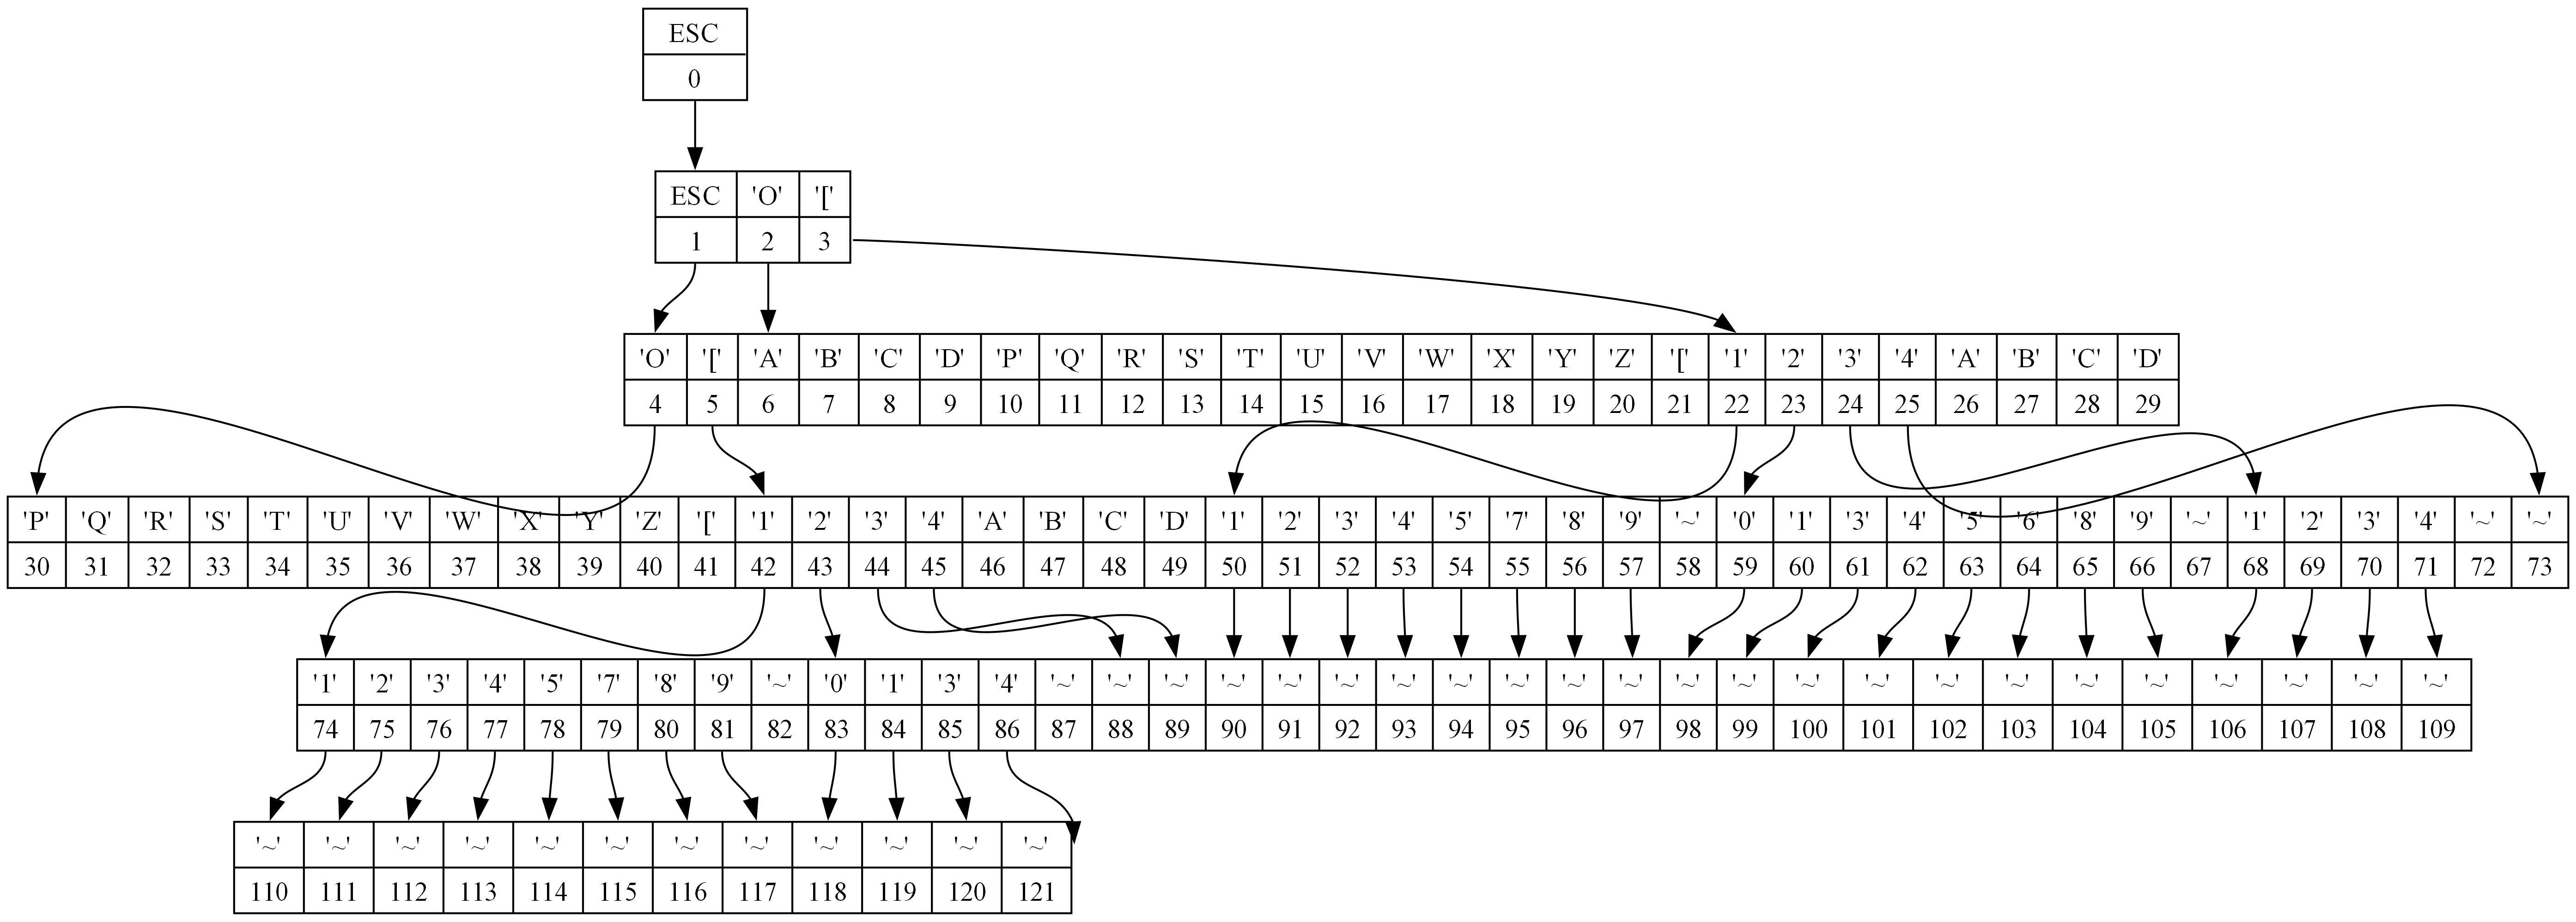 ESC
0
ESC 'O' '['
1 2 3
'O' '[' 'A' 'B' 'C' 'D' 'P' 'Q' 'R' 'S' 'T' 'U' 'V' 'W' 'X' 'Y' 'Z' '[' '1' '2' '3' '4' 'A' 'B' 'C' 'D'
4 5 6 7 8 9 10 11 12 13 14 15 16 17 18 19 20 21 22 23 24 25 26 27 28 29
'P' 'Q' 'R' 'S' 'T' 'U' 'V' 'W' 'X' 'Y' 'Z' '[' '1' '2' '3' '4' 'A' 'B' 'C' 'D' '1' '2' '3' '4' '5' '7' '8' '9' '~' '0' '1' '3' '4' '5' '6' '8' '9' '~' '1' '2' '3' '4' '~' '~'
30 31 32 33 34 35 36 37 38 39 40 41 42 43 44 45 46 47 48 49 50 51 52 53 54 55 56 57 58 59 60 61 62 63 64 65 66 67 68 69 70 71 72 73
'1' '2' '3' '4' '5' '7' '8' '9' '~' '0' '1' '3' '4' '~' '~' '~' '~' '~' '~' '~' '~' '~' '~' '~' '~' '~' '~' '~' '~' '~' '~' '~' '~' '~' '~' '~'
74 75 76 77 78 79 80 81 82 83 84 85 86 87 88 89 90 91 92 93 94 95 96 97 98 99 100 101 102 103 104 105 106 107 108 109
'~' '~' '~' '~' '~' '~' '~' '~' '~' '~' '~' '~'
110 111 112 113 114 115 116 117 118 119 120 121